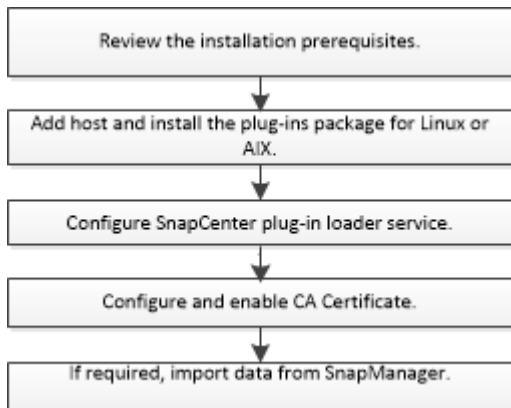 Review the installation prerequisites.
Add host and install the plug-ins package for Linux or
AIX.
Configure SnapCenter plug-in loader service.
Configure and enable CA Certificate.
If required, import data from SnapManager.